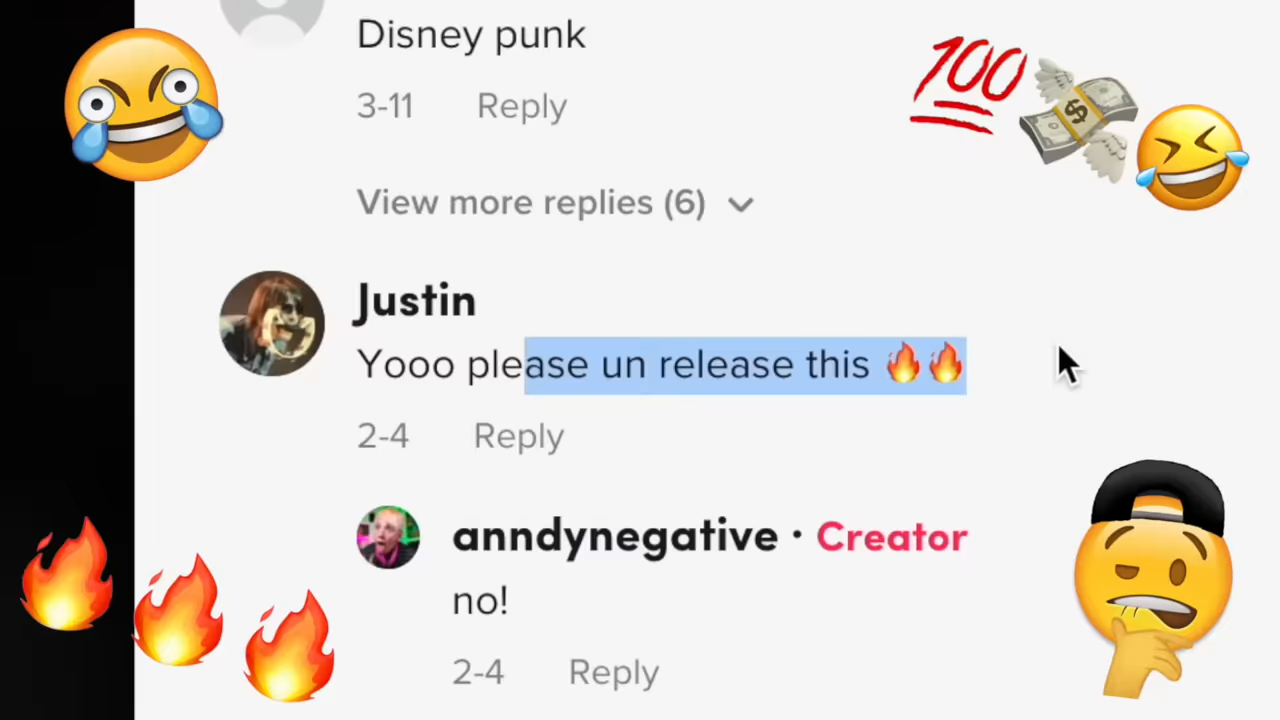 Disney punk
3-11 Reply
View more replies (6)
Justin
Yooo please un release this 🔥🔥
2-4 Reply
anndynegative · Creator
no!
2-4 Reply
100
$